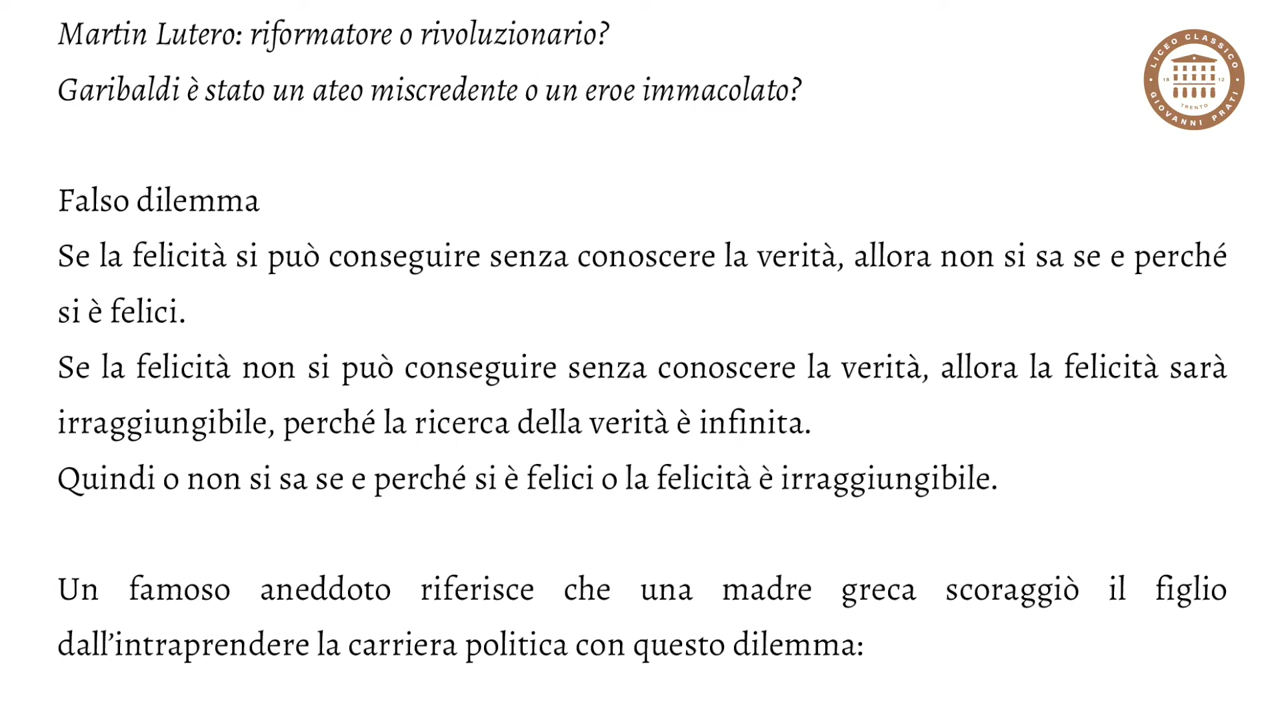 Martin Lutero: riformatore o rivoluzionario?
Garibaldi è stato un ateo miscredente o un eroe immacolato?
LICEO CLASSICO
18 12
TRENTO
GIOVANNI PRATI
Falso dilemma
Se la felicità si può conseguire senza conoscere la verità, allora non si sa se e perché
si è felici.
Se la felicità non si può conseguire senza conoscere la verità, allora la felicità sarà
irraggiungibile, perché la ricerca della verità è infinita.
Quindi o non si sa se e perché si è felici o la felicità è irraggiungibile.
Un famoso aneddoto riferisce che una madre greca scoraggiò il figlio
dall’intraprendere la carriera politica con questo dilemma: